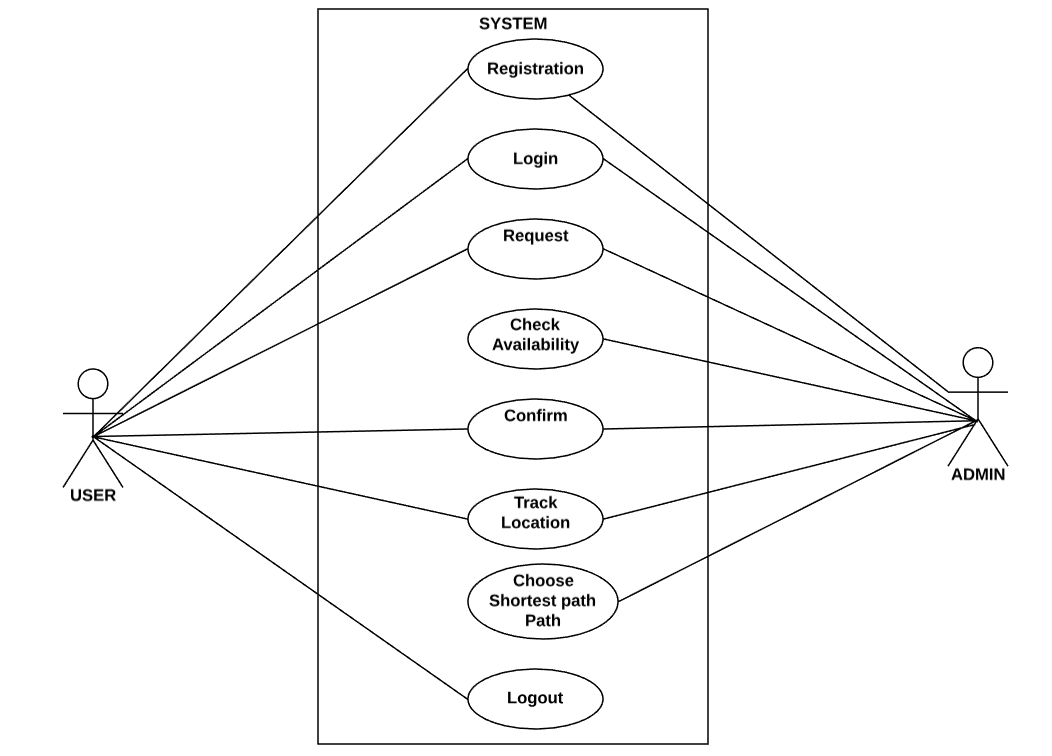 SYSTEM
Registration
Login
Request
Check
Availability
Confirm
Track
Location
Choose
Shortest path
Path
Logout
USER
ADMIN